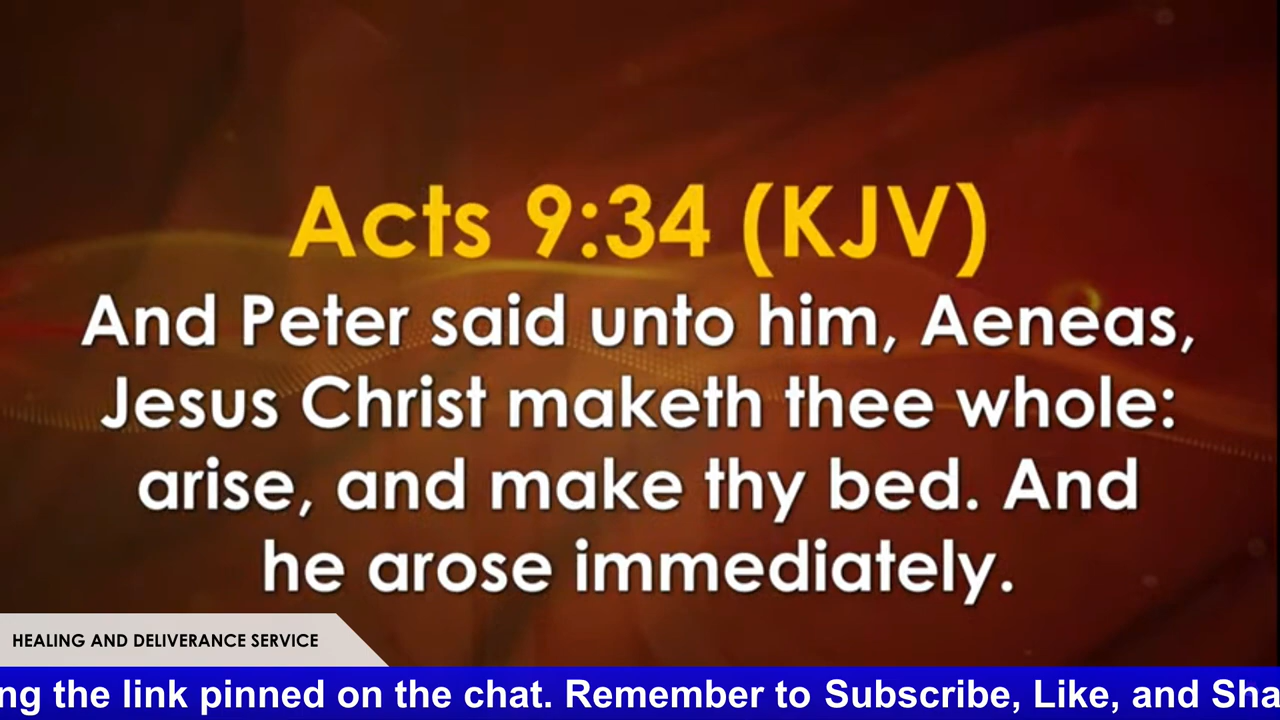 Acts 9:34 (KJV)
And Peter said unto him, Aeneas,
Jesus Christ maketh thee whole:
arise, and make thy bed. And
he arose immediately.
HEALING AND DELIVERANCE SERVICE
ng the link pinned on the chat. Remember to Subscribe, Like, and Sha